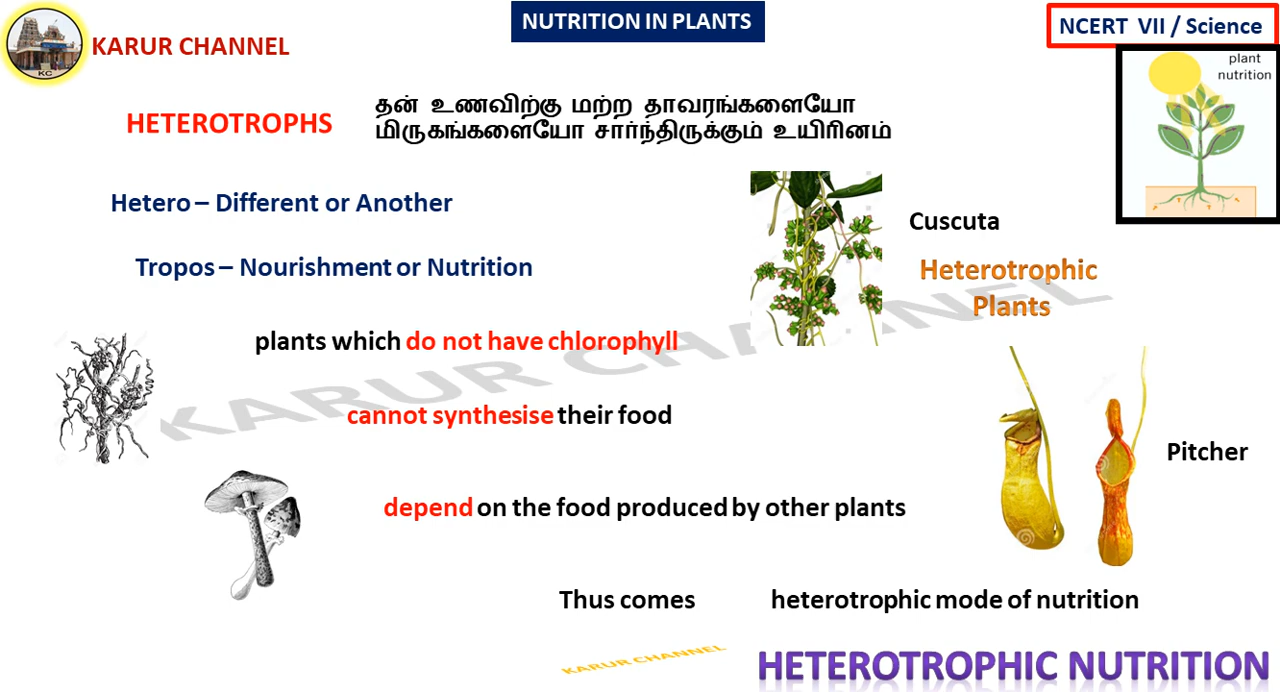 NUTRITION IN PLANTS
NCERT VII / Science
KARUR CHANNEL
KC
plant
nutrition
HETEROTROPHS
தன் உணவிற்கு மற்ற தாவரங்களையோ
மிருகங்களையோ சார்ந்திருக்கும் உயிரினம்
Hetero – Different or Another
Cuscuta
Tropos – Nourishment or Nutrition
Heterotrophic
Plants
plants which do not have chlorophyll
KARUR CHANNEL
cannot synthesise their food
Pitcher
depend on the food produced by other plants
Thus comes heterotrophic mode of nutrition
KARUR CHANNEL
HETEROTROPHIC NUTRITION